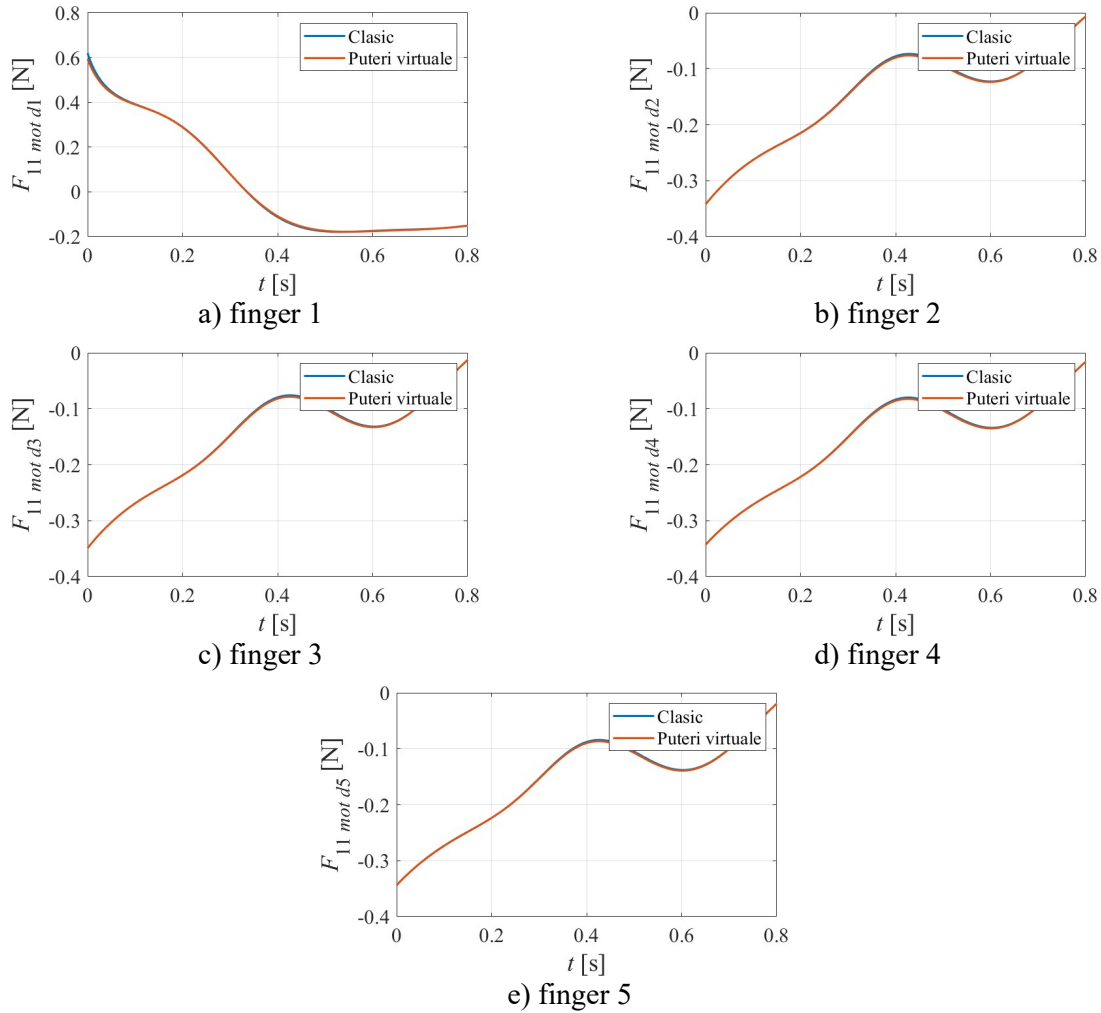 0.8
0.6
0.4
0.2
0
-0.2
F11 mot d1 [N]
Clasic
Puteri virtuale
0 0.2 0.4 0.6 0.8
t [s]
a) finger 1
0
-0.1
-0.2
-0.3
-0.4
F11 mot d2 [N]
Clasic
Puteri virtuale
0 0.2 0.4 0.6 0.8
t [s]
b) finger 2
0
-0.1
-0.2
-0.3
-0.4
F11 mot d3 [N]
Clasic
Puteri virtuale
0 0.2 0.4 0.6 0.8
t [s]
c) finger 3
0
-0.1
-0.2
-0.3
-0.4
F11 mot d4 [N]
Clasic
Puteri virtuale
0 0.2 0.4 0.6 0.8
t [s]
d) finger 4
0
-0.1
-0.2
-0.3
-0.4
F11 mot d5 [N]
Clasic
Puteri virtuale
0 0.2 0.4 0.6 0.8
t [s]
e) finger 5